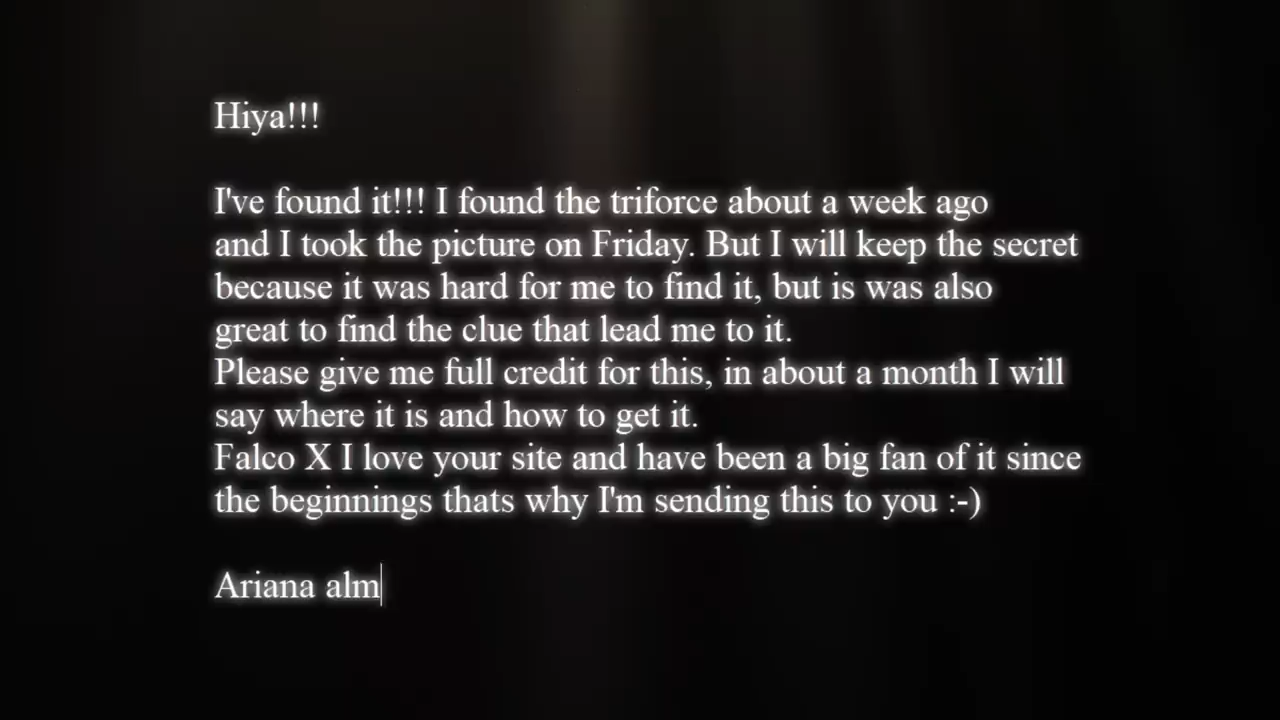 Hiya!!!
I've found it!!! I found the triforce about a week ago
and I took the picture on Friday. But I will keep the secret
because it was hard for me to find it, but is was also
great to find the clue that lead me to it.
Please give me full credit for this, in about a month I will
say where it is and how to get it.
Falco X I love your site and have been a big fan of it since
the beginnings thats why I'm sending this to you :-)
Ariana alm